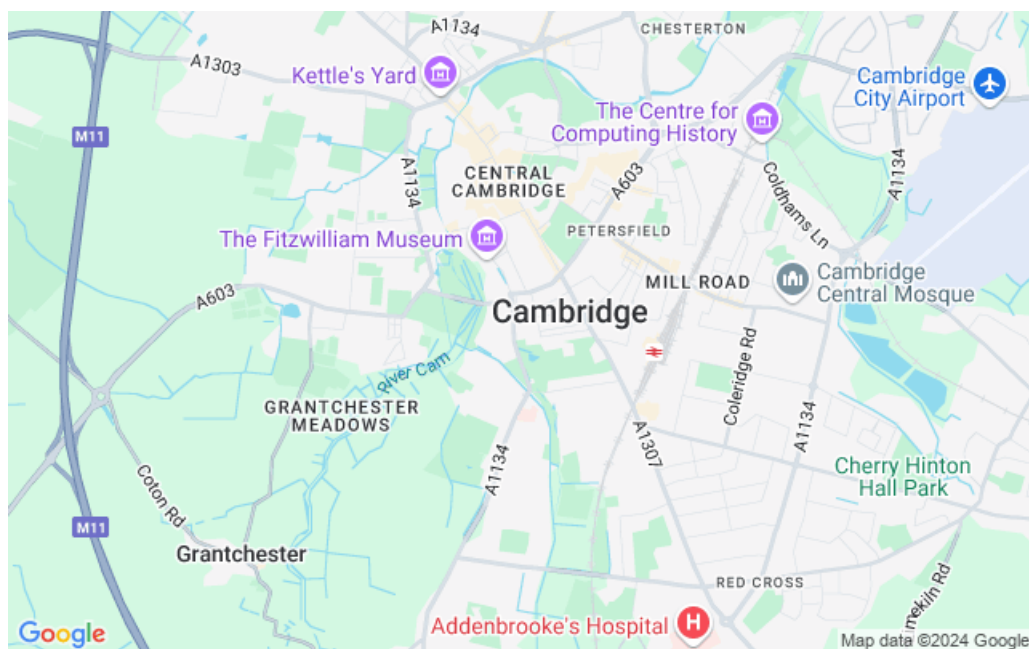 A1134
CHESTERTON
A1303
Kettle's Yard
Cambridge
City Airport
The Centre for
Computing History
M11
A1134
CENTRAL
CAMBRIDGE
A603
Coldhams Ln
A1134
The Fitzwilliam Museum
PETERSFIELD
MILL ROAD
Cambridge
Central Mosque
A603
Cambridge
River Cam
Coleridge Rd
GRANTCHESTER
MEADOWS
A1307
A1134
A1134
Cherry Hinton
Hall Park
Coton Rd
M11
Grantchester
RED CROSS
Addenbrooke's Hospital
H
Google
Map data ©2024 Google